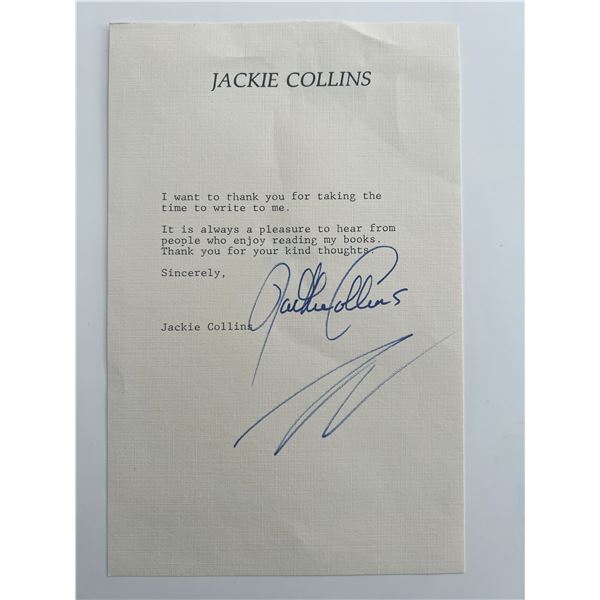 JACKIE COLLINS
I want to thank you for taking the
time to write to me.
It is always a pleasure to hear from
people who enjoy reading my books.
Thank you for your kind thoughts.
Sincerely,
Jackie Collins
Jackie Collins